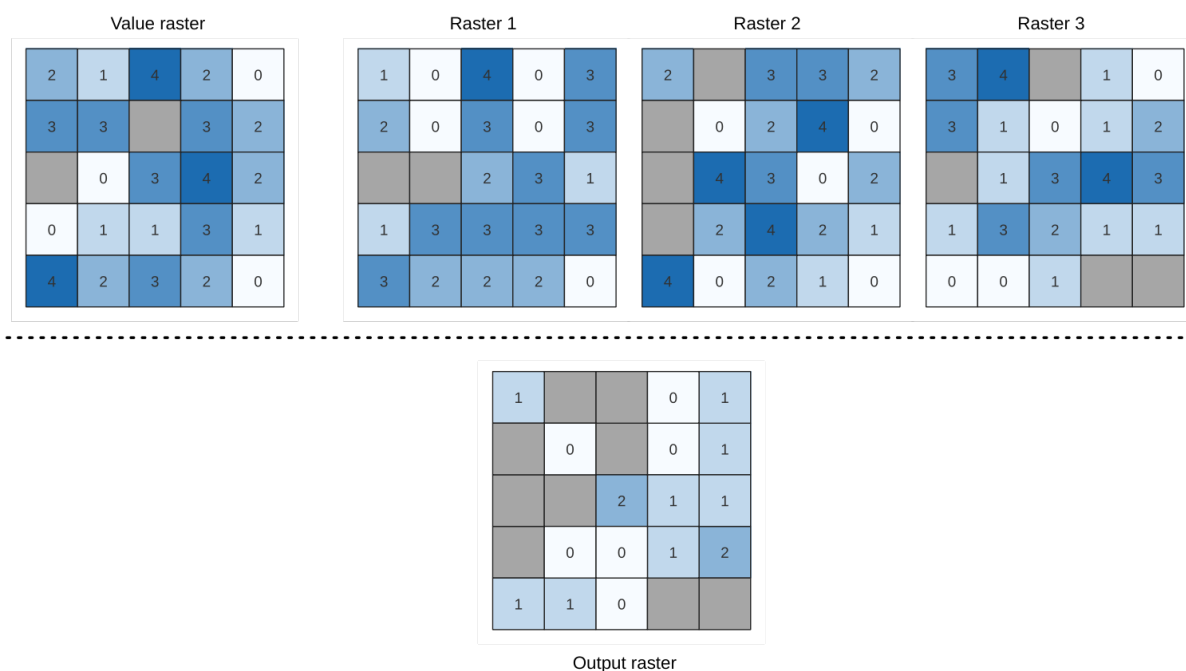 Value raster Raster 1 Raster 2 Raster 3
2 1 4 2 0 1 0 4 0 3 2 3 3 2 3 4 1 0
3 3 3 2 2 0 3 0 3 0 2 4 0 3 1 0 1 2
0 3 4 2 2 3 1 4 3 0 2 1 3 4 3
0 1 1 3 1 1 3 3 3 3 2 4 2 1 1 3 2 1 1
4 2 3 2 0 3 2 2 2 0 4 0 2 1 0 0 0 1
1 0 1
0 0 1
2 1 1
0 0 1 2
1 1 0
Output raster